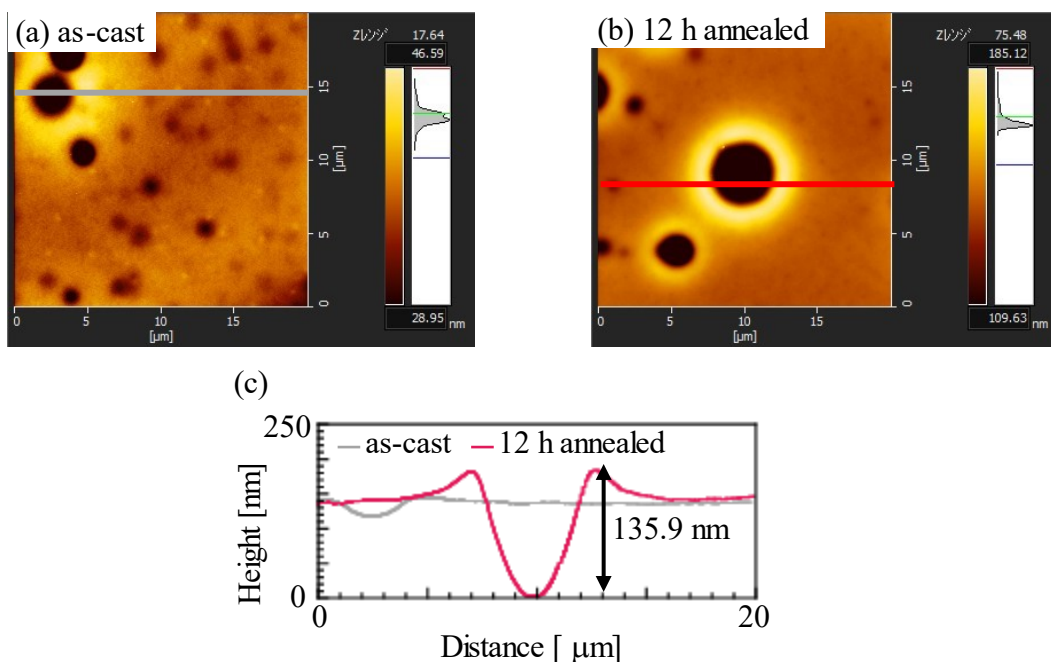 (a) as-cast
Zﾚﾝｼﾞ 17.64
46.59
15
10
5
0
[μm]
0 5 10 15
[μm]
28.95 nm
(b) 12 h annealed
Zﾚﾝｼﾞ 75.48
185.12
15
10
5
0
[μm]
0 5 10 15
[μm]
109.63 nm
(c)
250
as-cast 12 h annealed
Height [nm]
135.9 nm
0
0 20
Distance [ μm]